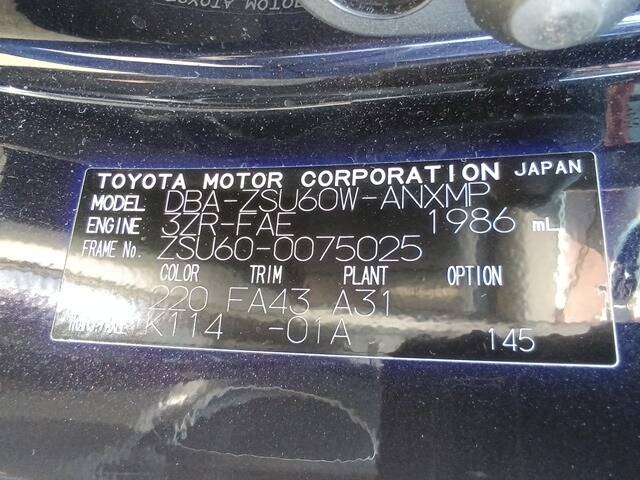 TOYOTA MOTOR CORPORATION JAPAN
MODEL DBA-ZSU60W-ANXMP
ENGINE 3ZR-FAE 1986 mL
FRAME No. ZSU60-0075025
COLOR TRIM PLANT OPTION
220 FA43 A31
K114 -01A
145